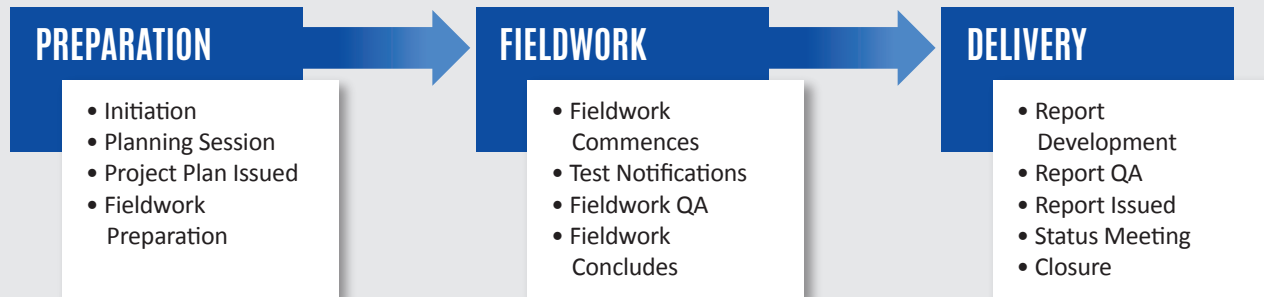 PREPARATION
• Initiation
• Planning Session
• Project Plan Issued
• Fieldwork
Preparation
FIELDWORK
• Fieldwork
Commences
• Test Notifications
• Fieldwork QA
• Fieldwork
Concludes
DELIVERY
• Report
Development
• Report QA
• Report Issued
• Status Meeting
• Closure